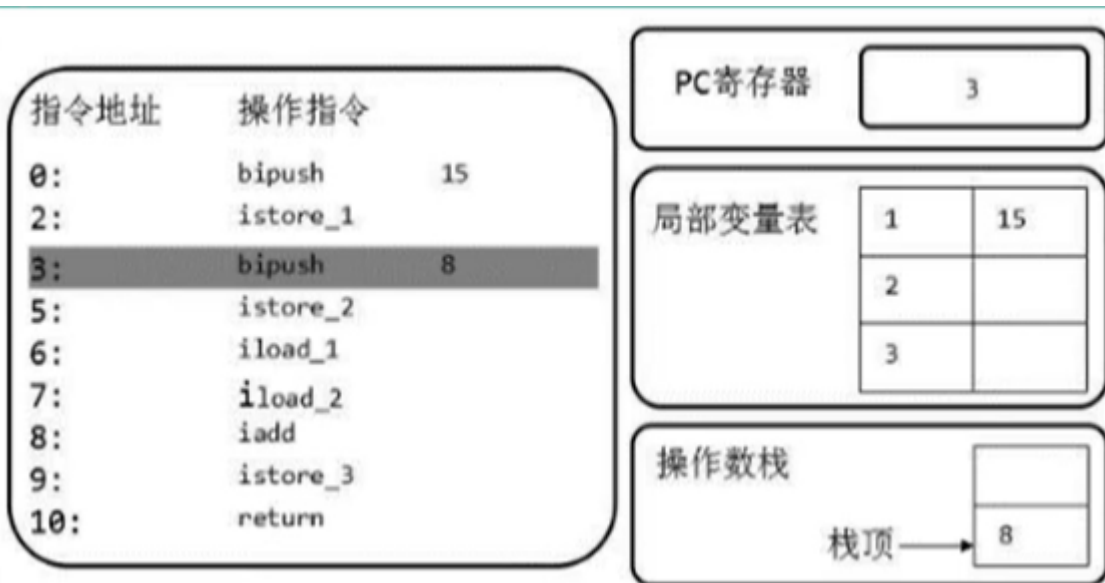 指令地址 操作指令
0: bipush 15
2: istore_1
3: bipush 8
5: istore_2
6: iload_1
7: iload_2
8: iadd
9: istore_3
10: return
PC寄存器 3
局部变量表 1 15
2
3
操作数栈
栈顶 8